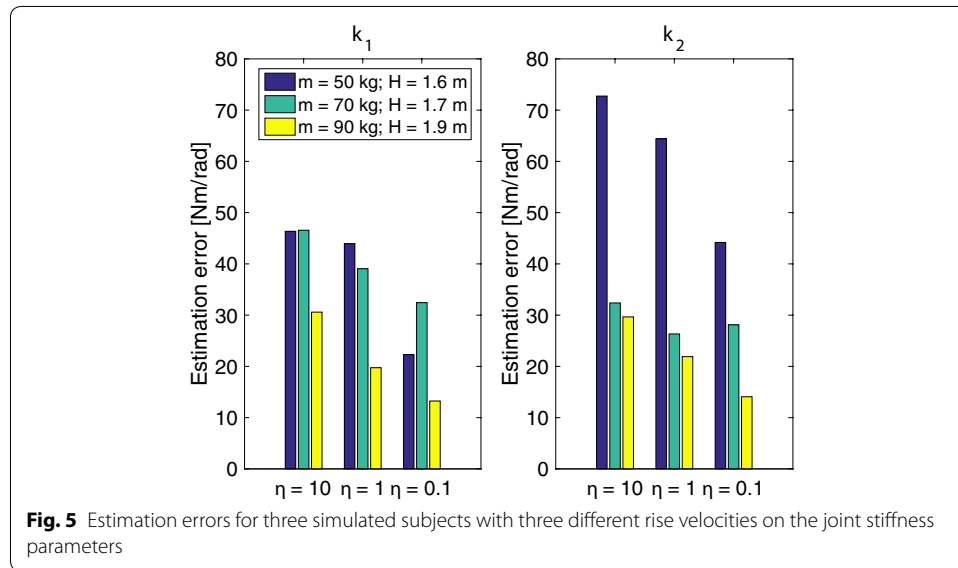 k₁
80
70
60
50
40
30
20
10
0
Estimation error [Nm/rad]
m = 50 kg; H = 1.6 m
m = 70 kg; H = 1.7 m
m = 90 kg; H = 1.9 m
η = 10 η = 1 η = 0.1
k₂
80
70
60
50
40
30
20
10
0
Estimation error [Nm/rad]
η = 10 η = 1 η = 0.1
Fig. 5 Estimation errors for three simulated subjects with three different rise velocities on the joint stiffness
parameters